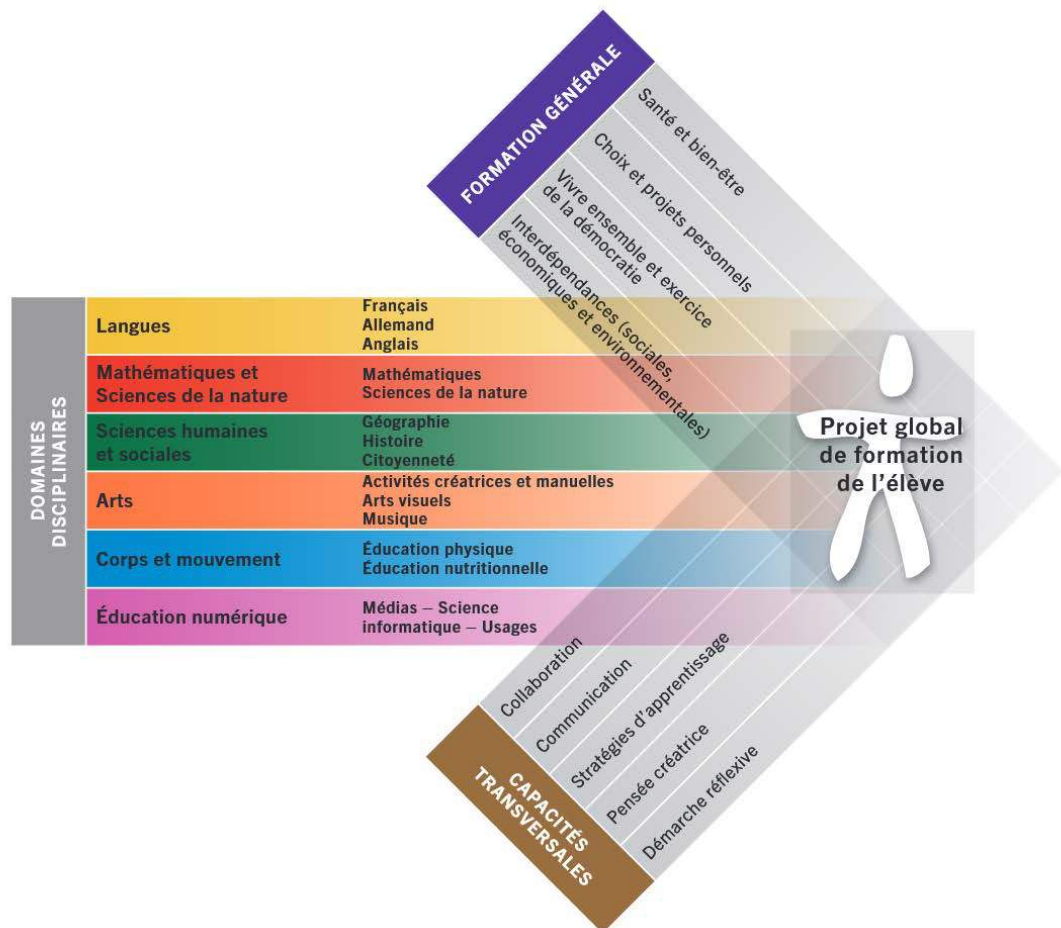 FORMATION GÉNÉRALE
Santé et bien-être
Choix et projets personnels
Vivre ensemble et exercice
de la démocratie
Interdépendances (sociales,
économiques et environnementales)
DOMAINES
DISCIPLINAIRES
Langues
Français
Allemand
Anglais
Mathématiques et
Sciences de la nature
Mathématiques
Sciences de la nature
Sciences humaines
et sociales
Géographie
Histoire
Citoyenneté
Arts
Activités créatrices et manuelles
Arts visuels
Musique
Corps et mouvement
Éducation physique
Éducation nutritionnelle
Éducation numérique
Médias – Science
informatique – Usages
Projet global
de formation
de l'élève
CAPACITÉS
TRANSVERSALES
Collaboration
Communication
Stratégies d'apprentissage
Pensée créatrice
Démarche réflexive